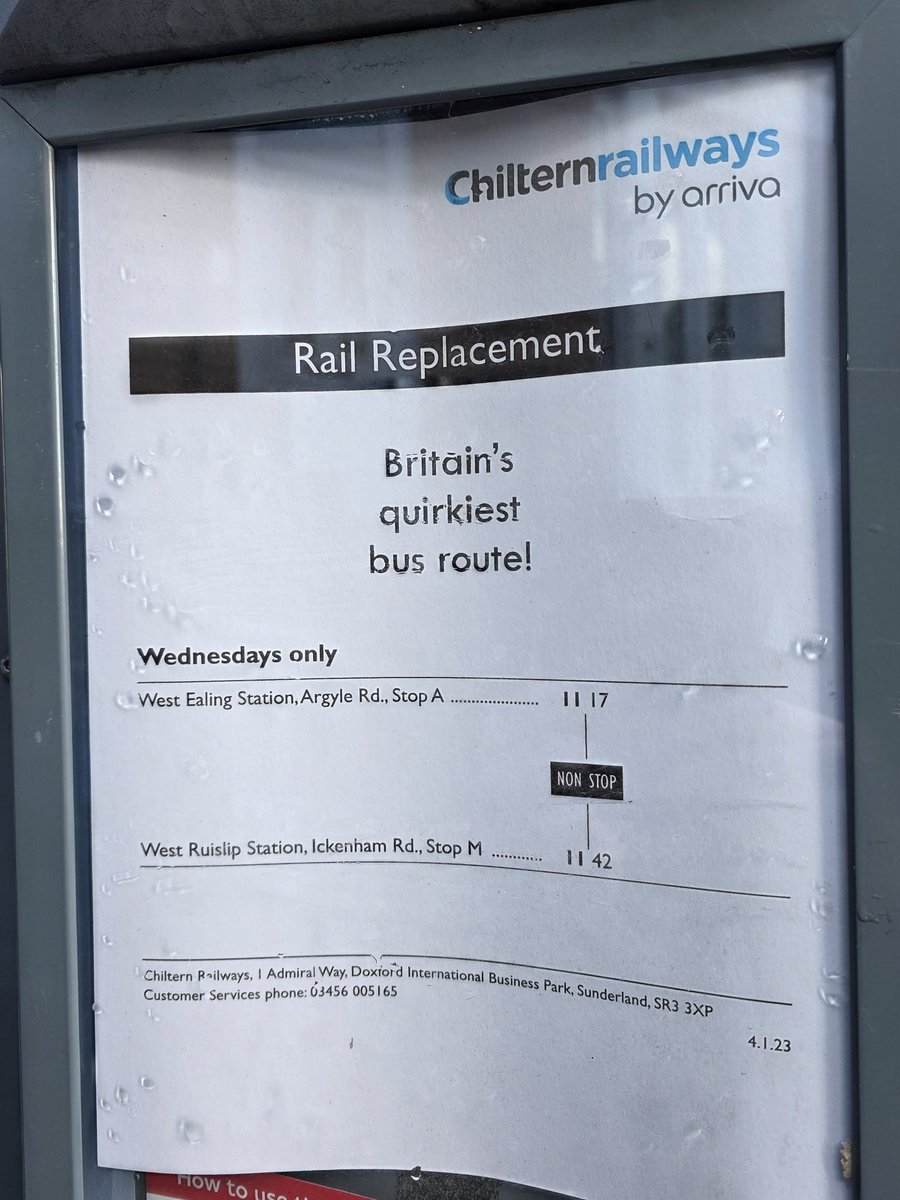 Chilternrailways
by arriva
Rail Replacement
Britain's
quirkiest
bus route!
Wednesdays only
West Ealing Station, Argyle Rd., Stop A ..................... 11 17
NON STOP
West Ruislip Station, Ickenham Rd., Stop M ............ 11 42
Chiltern Railways, 1 Admiral Way, Doxford International Business Park, Sunderland, SR3 3XP
Customer Services phone: 03456 005165
4.1.23
How to use